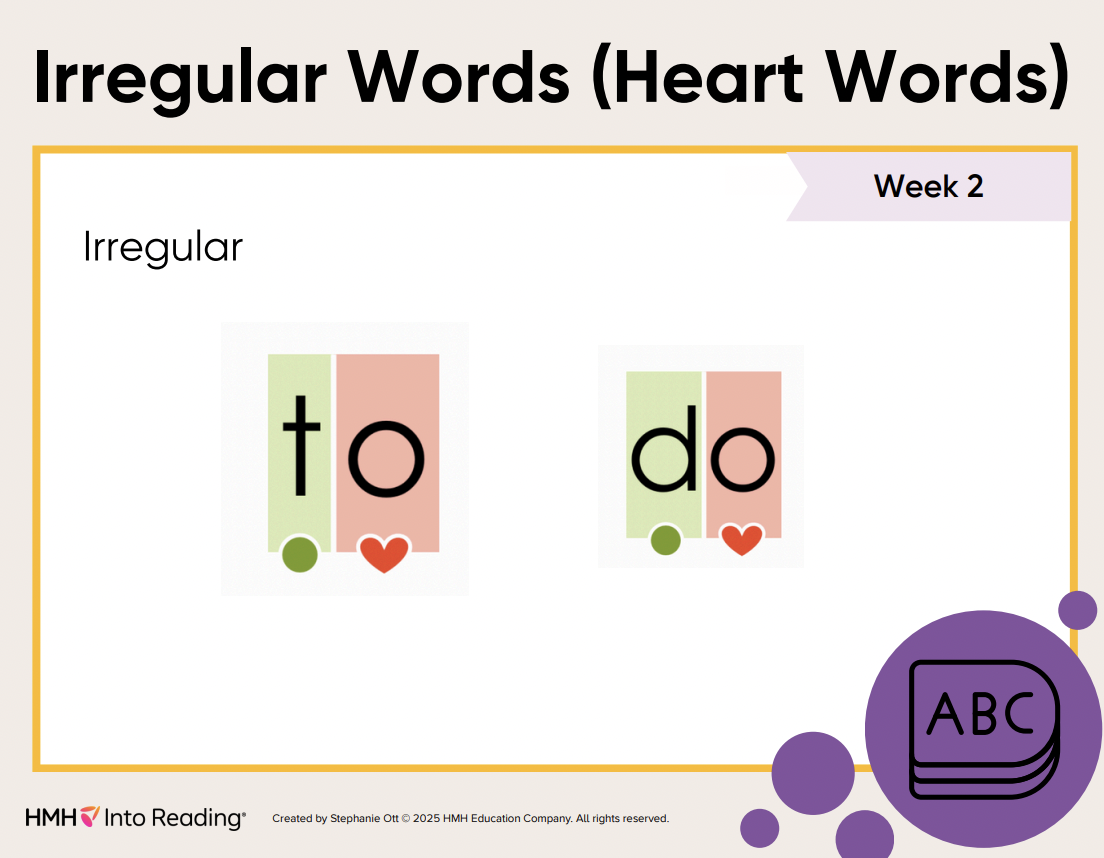 Irregular Words (Heart Words)
Week 2
Irregular
to
do
ABC
HMH Into Reading®
Created by Stephanie Ott © 2025 HMH Education Company. All rights reserved.